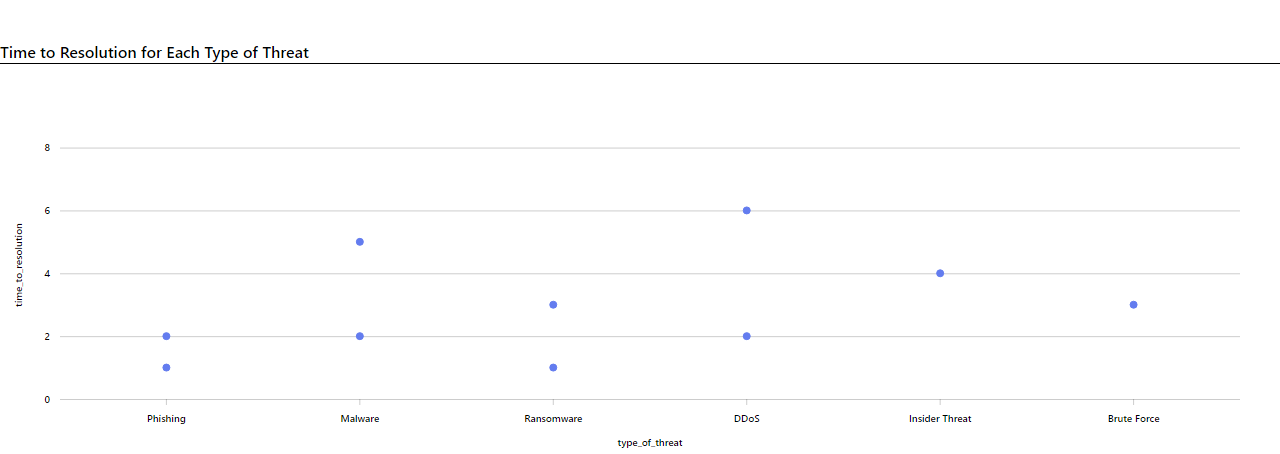 Time to Resolution for Each Type of Threat
8
6
4
2
0
time_to_resolution
Phishing Malware Ransomware DDoS Insider Threat Brute Force
type_of_threat